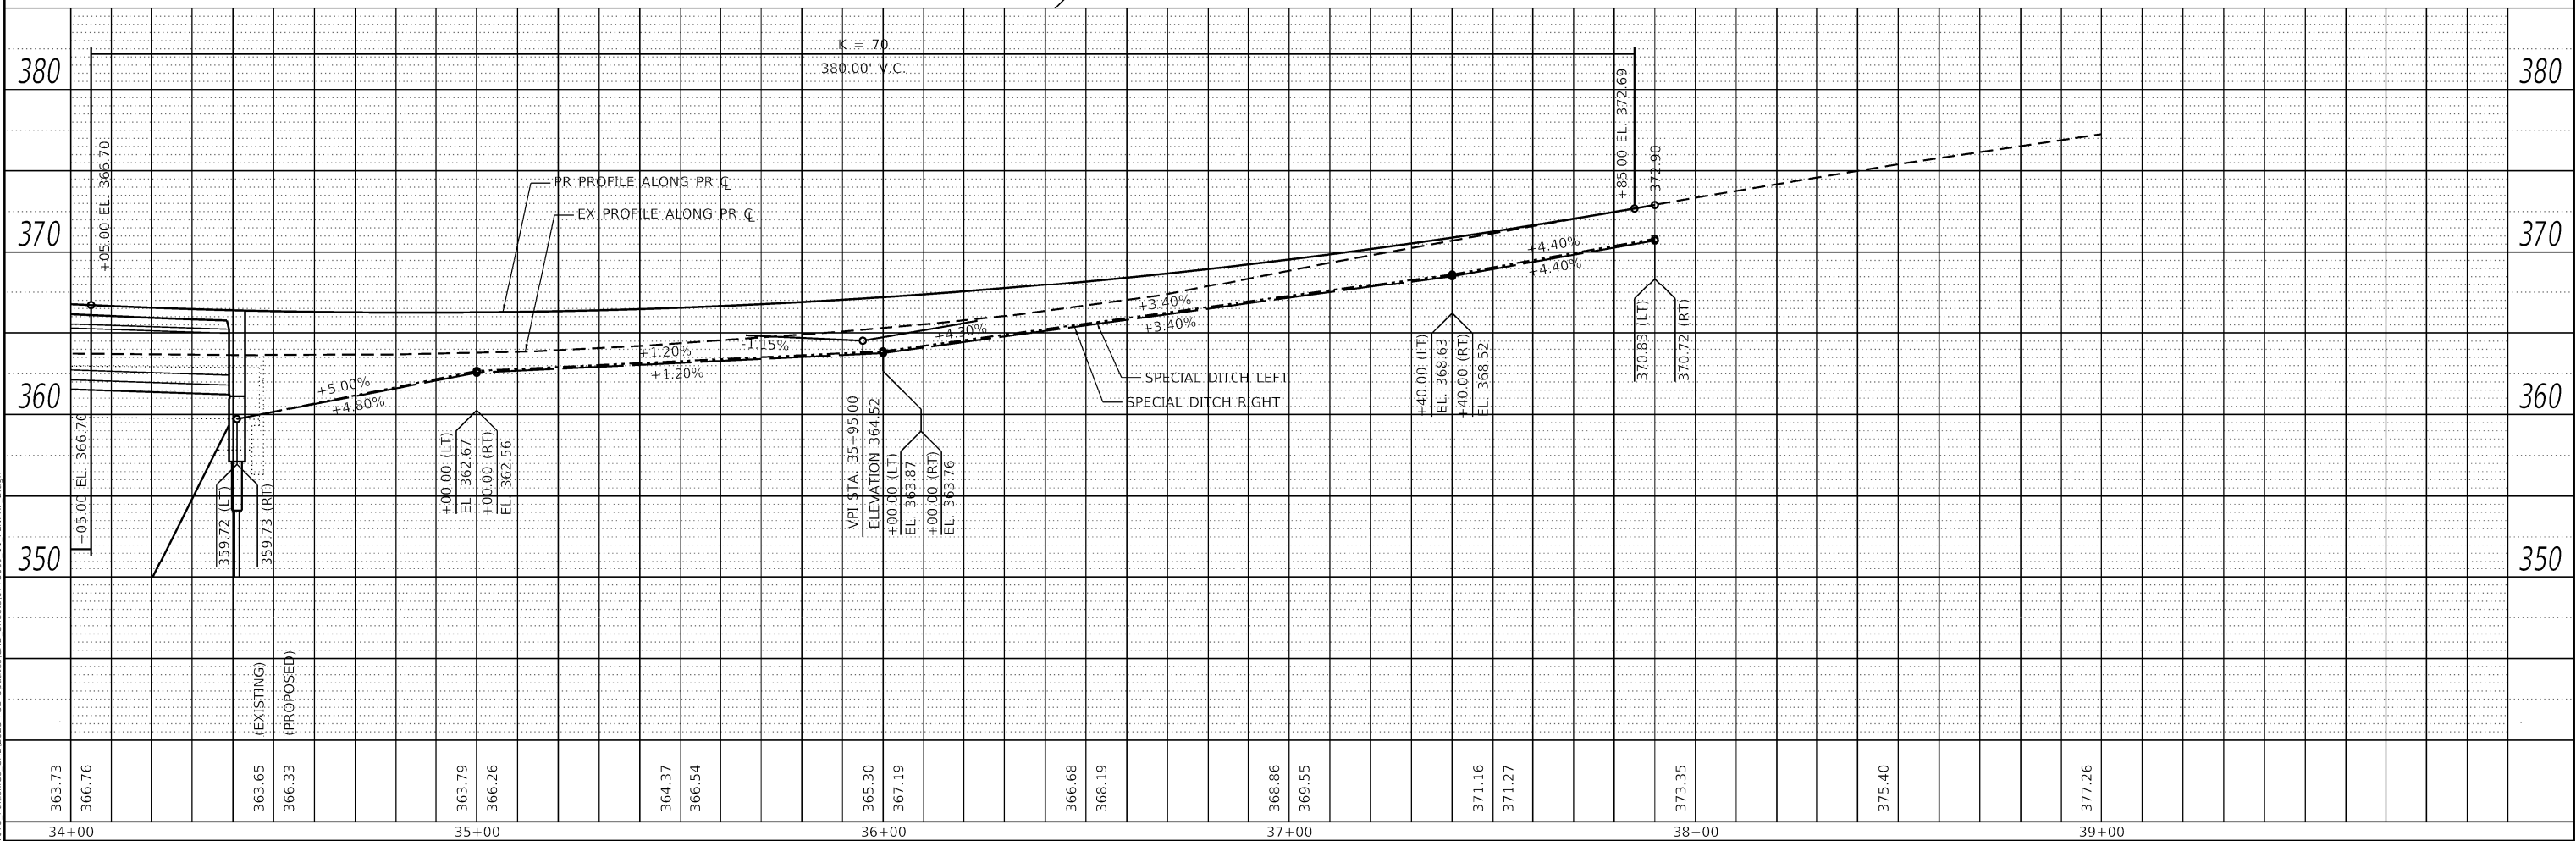 K = 70
380.00' V.C.
380
380
+05.00 EL. 366.70
+85.00 EL. 372.69
372.90
PR PROFILE ALONG PR ℄
EX PROFILE ALONG PR ℄
370
370
+4.40%
+4.40%
+3.40%
+3.40%
+4.30%
-1.15%
+1.20%
+1.20%
+5.00%
+4.80%
SPECIAL DITCH LEFT
SPECIAL DITCH RIGHT
360
360
+05.00 EL. 366.70
359.72 (LT)
359.73 (RT)
+00.00 (LT)
EL. 362.67
+00.00 (RT)
EL. 362.56
VPI STA. 35+95.00
ELEVATION 364.52
+00.00 (LT)
EL. 363.87
+00.00 (RT)
EL. 363.76
+40.00 (LT)
EL. 368.63
+40.00 (RT)
EL. 368.52
370.83 (LT)
370.72 (RT)
350
350
(EXISTING)
(PROPOSED)
363.73
366.76
363.65
366.33
363.79
366.26
364.37
366.54
365.30
367.19
366.68
368.19
368.86
369.55
371.16
371.27
373.35
375.40
377.26
34+00
35+00
36+00
37+00
38+00
39+00